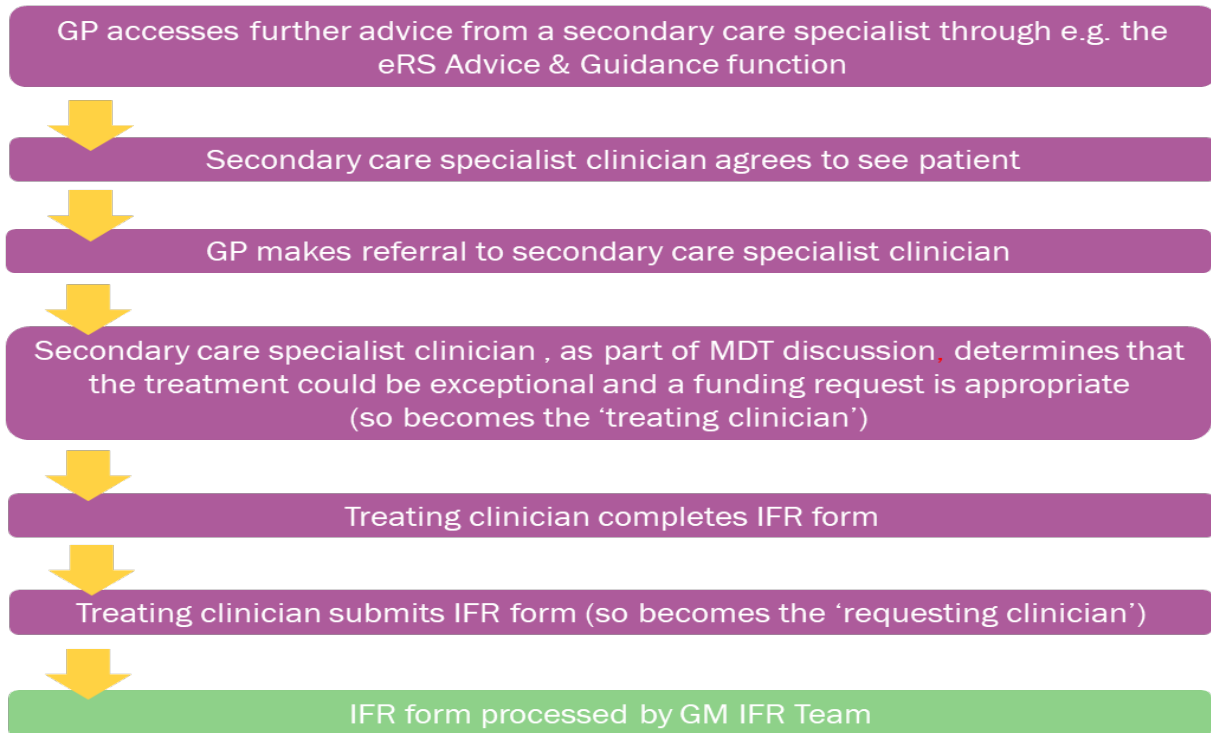 GP accesses further advice from a secondary care specialist through e.g. the
eRS Advice & Guidance function
Secondary care specialist clinician agrees to see patient
GP makes referral to secondary care specialist clinician
Secondary care specialist clinician , as part of MDT discussion, determines that
the treatment could be exceptional and a funding request is appropriate
(so becomes the ‘treating clinician’)
Treating clinician completes IFR form
Treating clinician submits IFR form (so becomes the ‘requesting clinician’)
IFR form processed by GM IFR Team